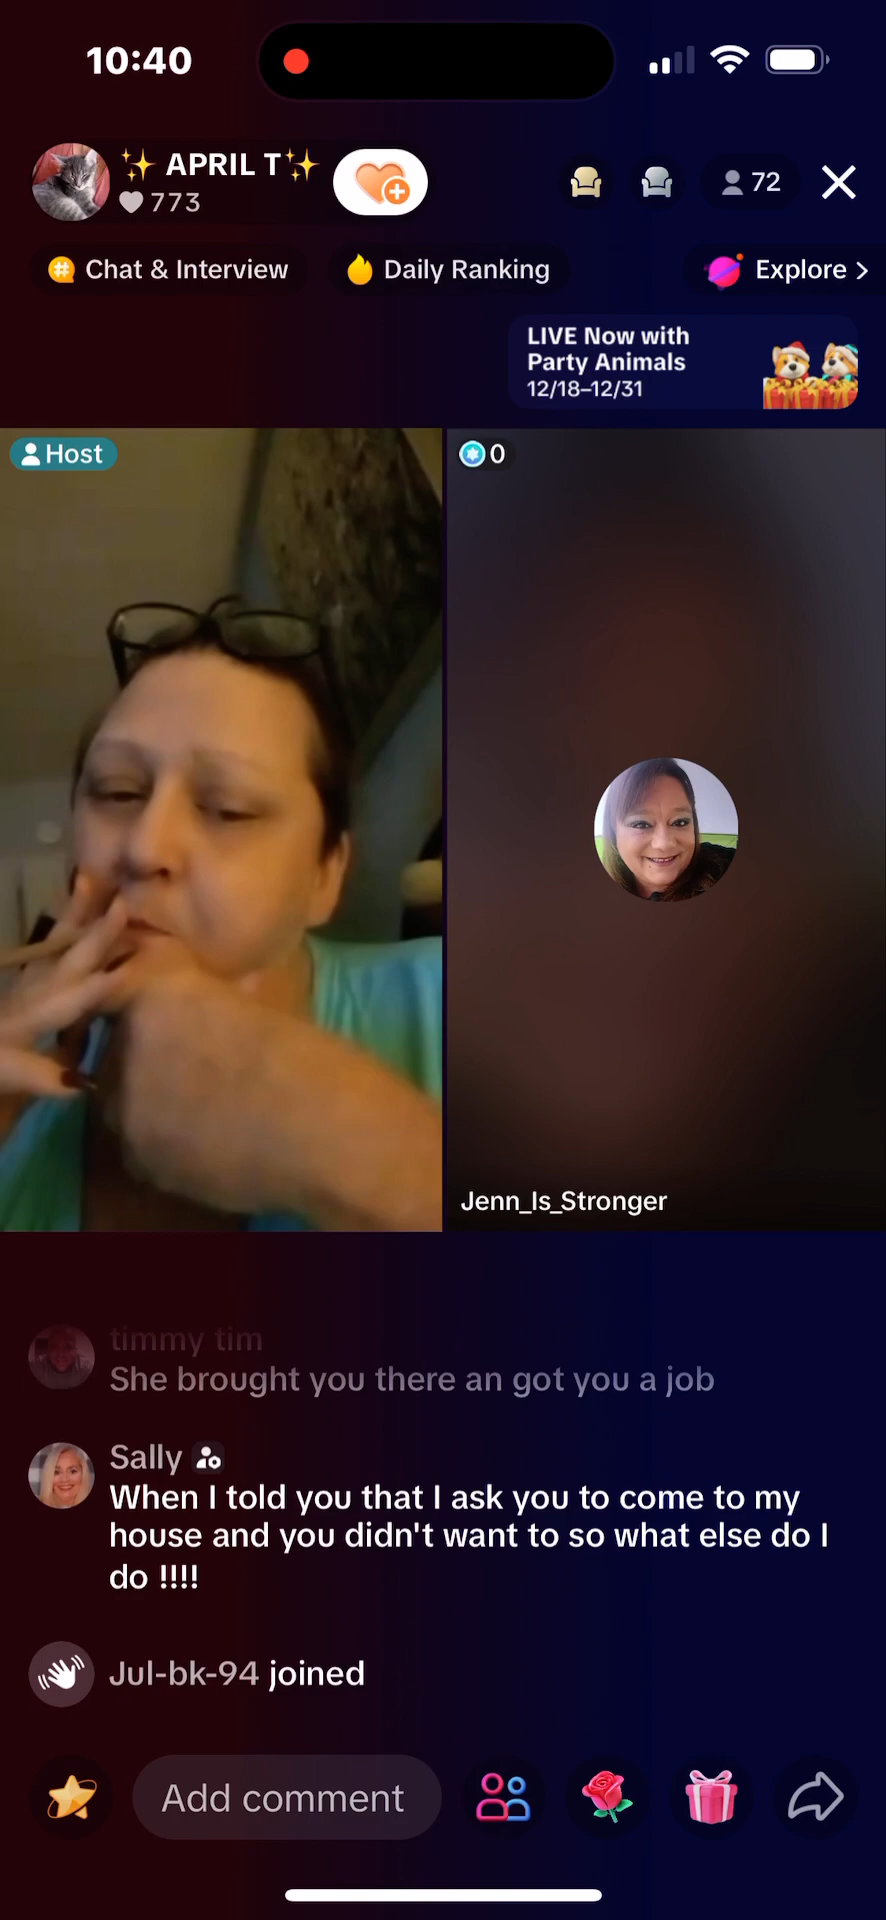 10:40
✨ APRIL T✨
773
72
Chat & Interview
Daily Ranking
Explore >
LIVE Now with
Party Animals
12/18–12/31
Host
0
Jenn_Is_Stronger
timmy tim
She brought you there an got you a job
Sally
When I told you that I ask you to come to my
house and you didn't want to so what else do I
do !!!!
Jul-bk-94 joined
Add comment